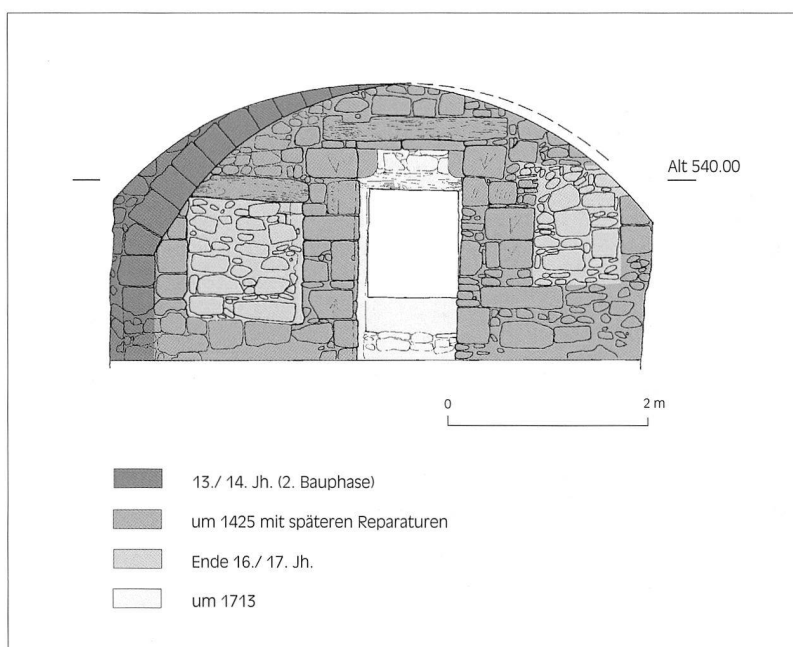 Alt 540.00
0 2 m
13./ 14. Jh. (2. Bauphase)
um 1425 mit späteren Reparaturen
Ende 16./ 17. Jh.
um 1713